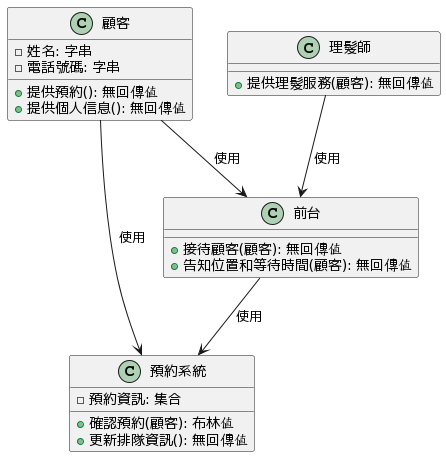 C 顧客
姓名: 字串
電話號碼: 字串
提供預約(): 無回傳值
提供個人信息(): 無回傳值
C 理髮師
提供理髮服務(顧客): 無回傳值
使用
使用
C 前台
接待顧客(顧客): 無回傳值
告知位置和等待時間(顧客): 無回傳值
使用
使用
C 預約系統
預約資訊: 集合
確認預約(顧客): 布林值
更新排隊資訊(): 無回傳值